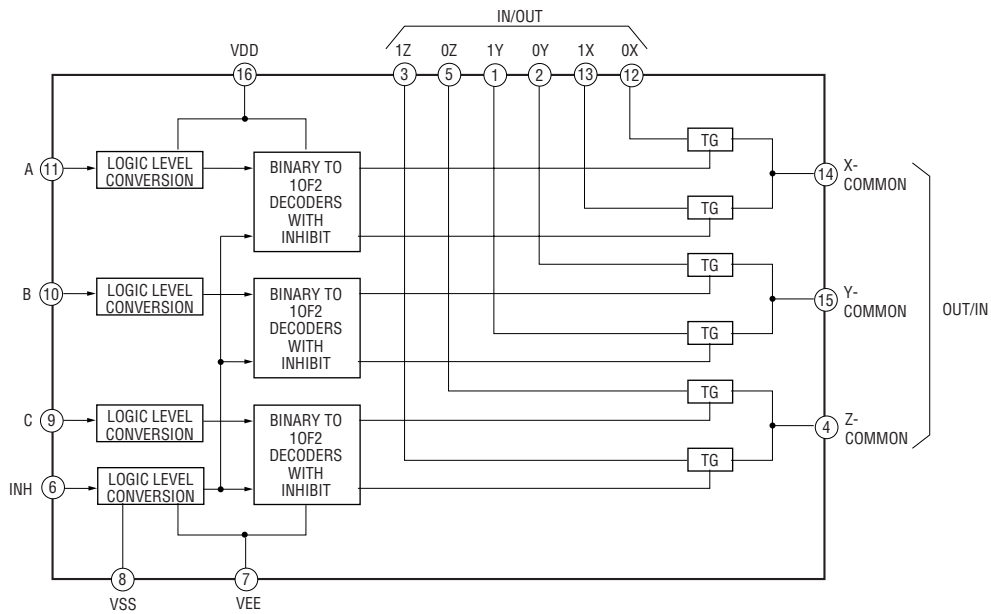 IN/OUT
VDD 1Z 0Z 1Y 0Y 1X 0X
16 3 5 1 2 13 12
A 11
LOGIC LEVEL
CONVERSION
BINARY TO
1OF2
DECODERS
WITH
INHIBIT
TG
TG
14 X-
COMMON
B 10
LOGIC LEVEL
CONVERSION
BINARY TO
1OF2
DECODERS
WITH
INHIBIT
TG
TG
15 Y-
COMMON
OUT/IN
C 9
LOGIC LEVEL
CONVERSION
BINARY TO
1OF2
DECODERS
WITH
INHIBIT
TG
TG
4 Z-
COMMON
INH 6
LOGIC LEVEL
CONVERSION
8 7
VSS VEE